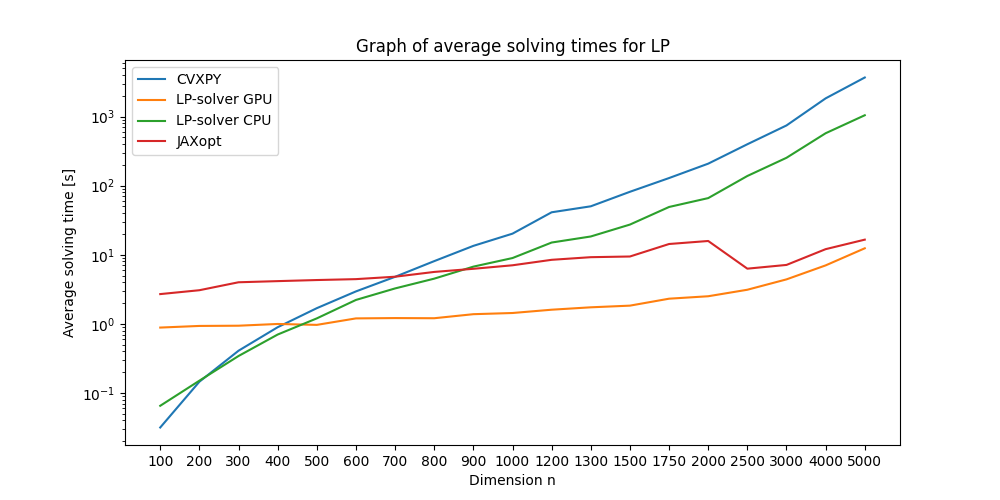 Graph of average solving times for LP
CVXPY
LP-solver GPU
LP-solver CPU
JAXopt
Average solving time [s]
10³
10²
10¹
10⁰
10⁻¹
100 200 300 400 500 600 700 800 900 1000 1200 1300 1500 1750 2000 2500 3000 4000 5000
Dimension n